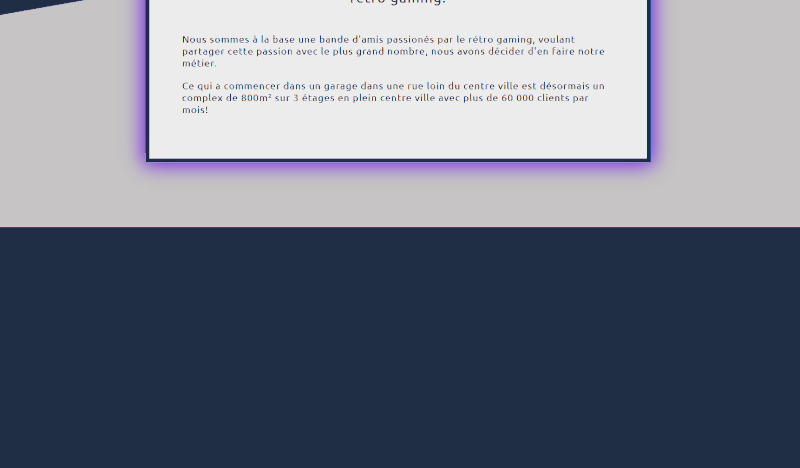 rétro gaming.
Nous sommes à la base une bande d'amis passionés par le rétro gaming, voulant
partager cette passion avec le plus grand nombre, nous avons décider d'en faire notre
métier.
Ce qui a commencer dans un garage dans une rue loin du centre ville est désormais un
complex de 800m² sur 3 étages en plein centre ville avec plus de 60 000 clients par
mois!